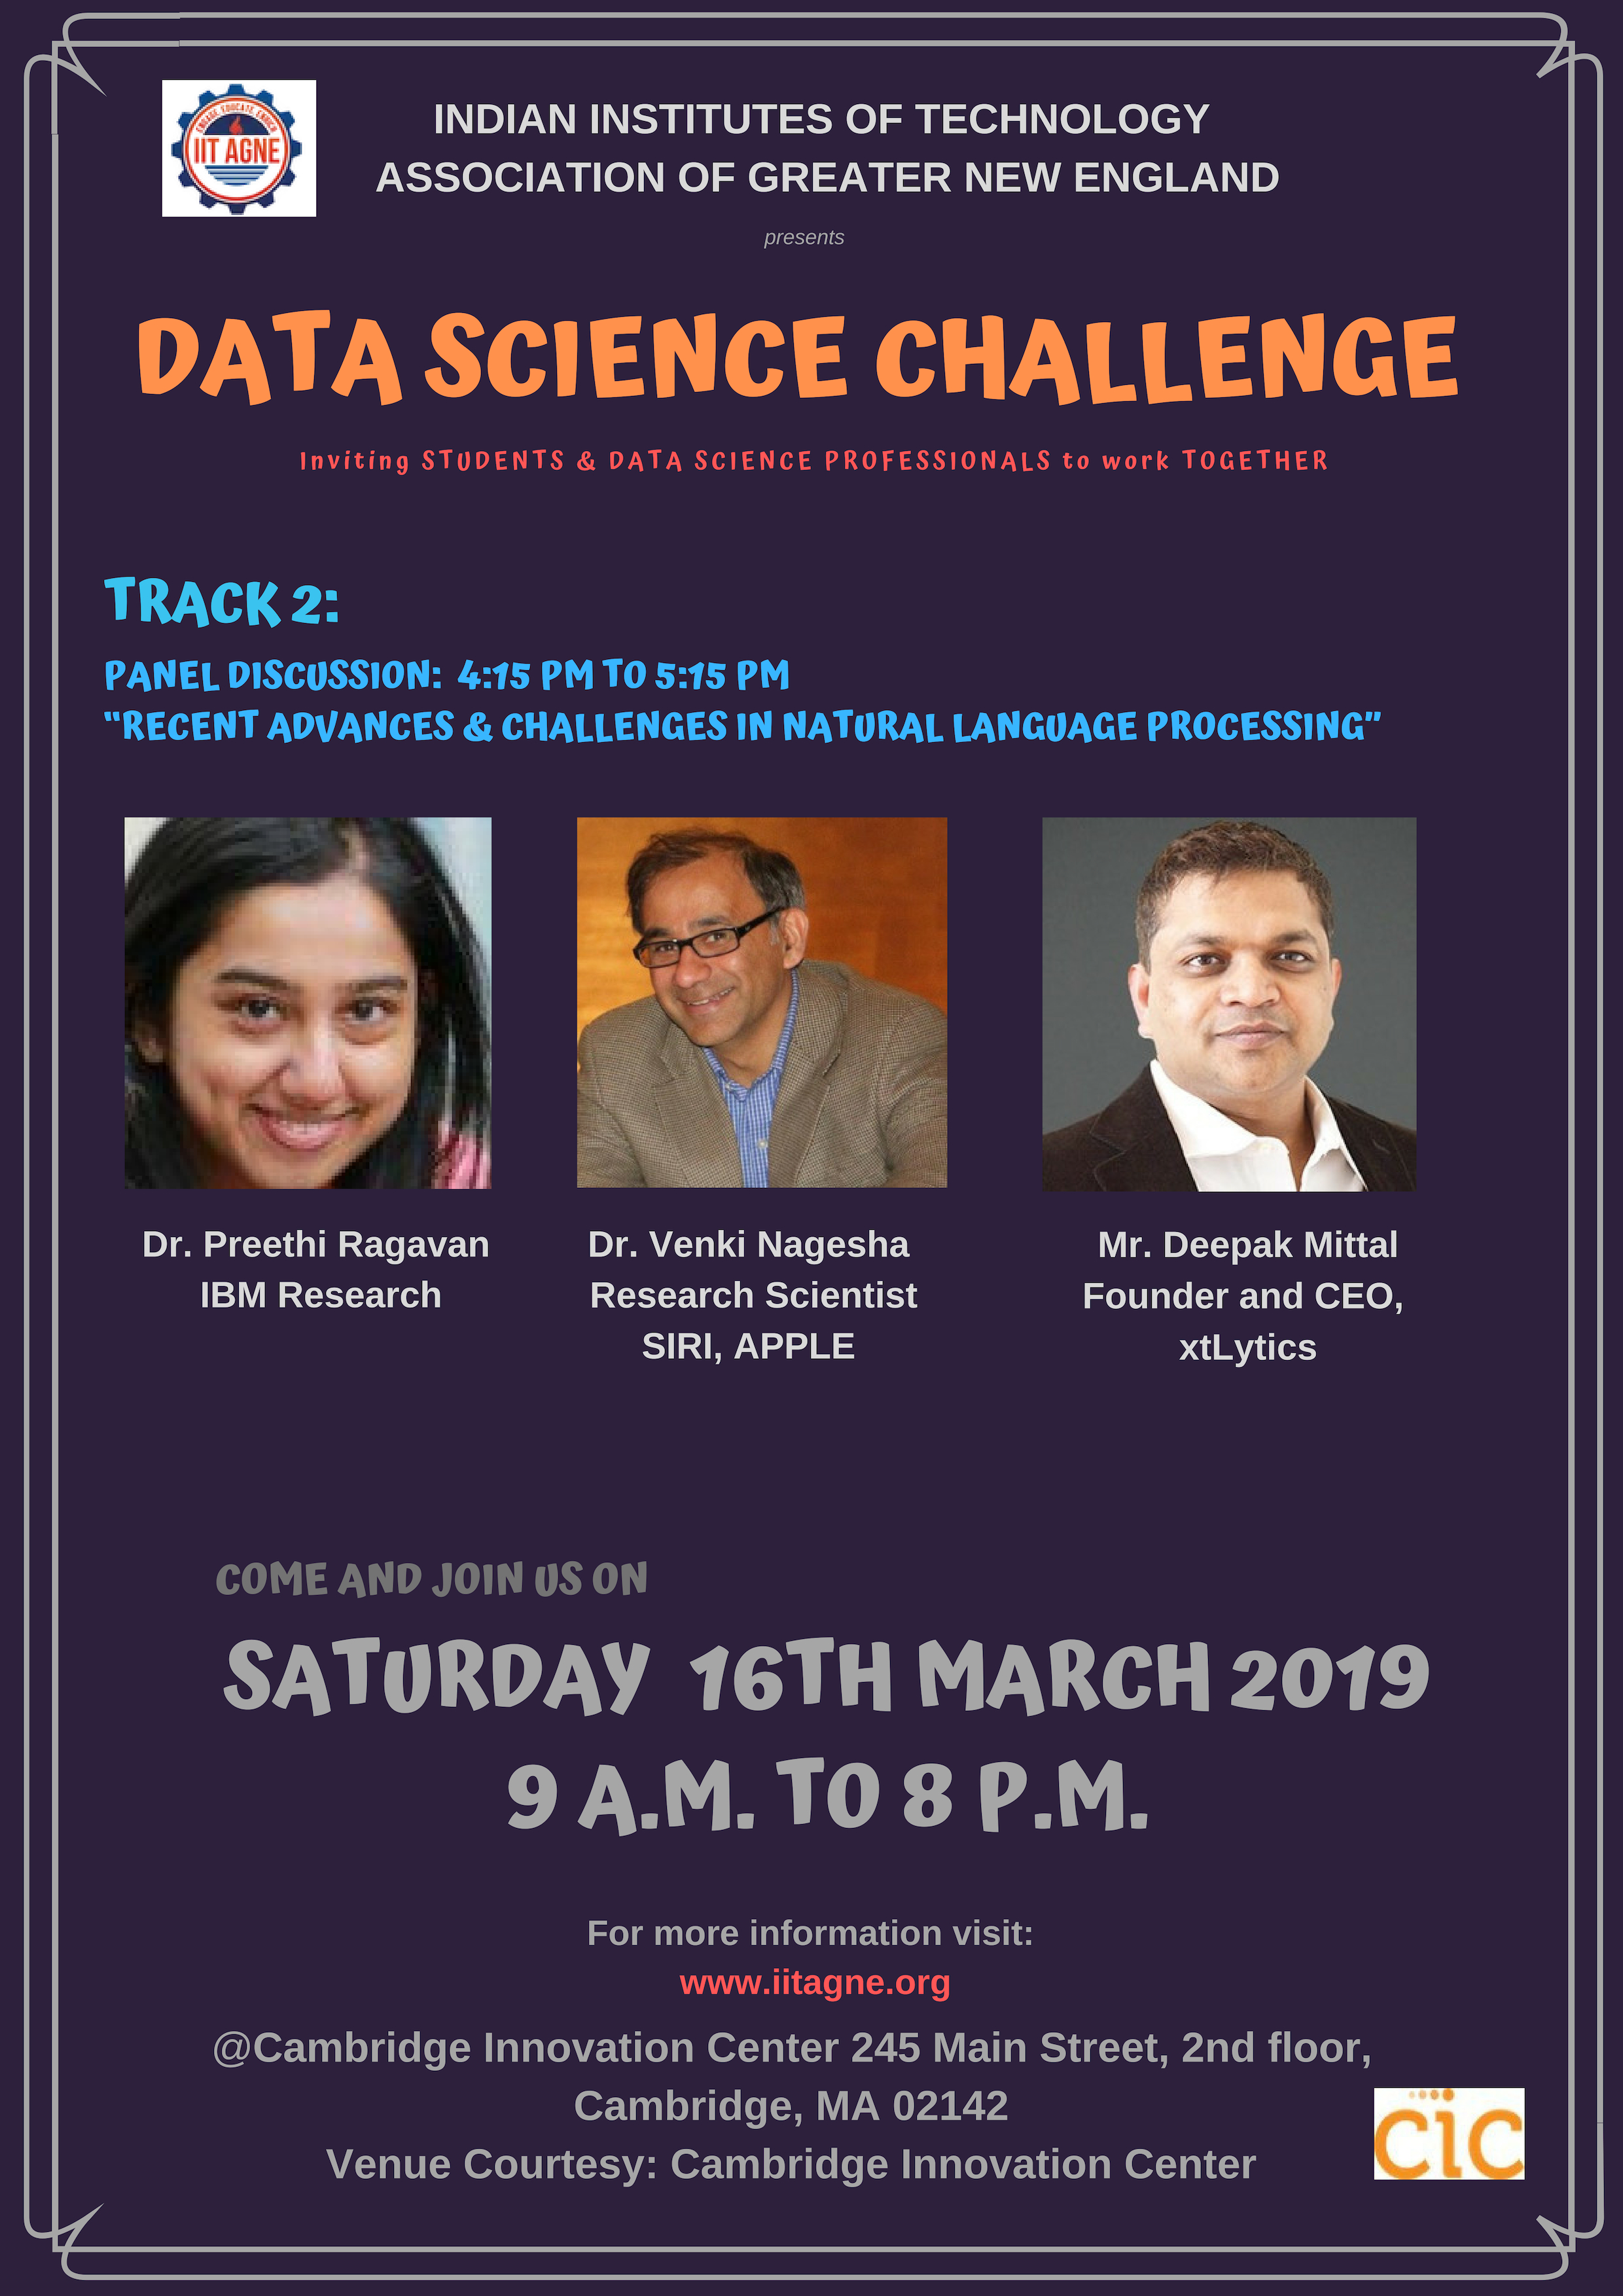 ENGAGE, EDUCATE, ENRICH
IIT AGNE
INDIAN INSTITUTES OF TECHNOLOGY
ASSOCIATION OF GREATER NEW ENGLAND
presents
DATA SCIENCE CHALLENGE
Inviting STUDENTS & DATA SCIENCE PROFESSIONALS to work TOGETHER
TRACK 2:
PANEL DISCUSSION: 4:15 PM TO 5:15 PM
"RECENT ADVANCES & CHALLENGES IN NATURAL LANGUAGE PROCESSING"
Dr. Preethi Ragavan
IBM Research
Dr. Venki Nagesha
Research Scientist
SIRI, APPLE
Mr. Deepak Mittal
Founder and CEO,
xtLytics
COME AND JOIN US ON
SATURDAY 16TH MARCH 2019
9 A.M. TO 8 P.M.
For more information visit:
www.iitagne.org
@Cambridge Innovation Center 245 Main Street, 2nd floor,
Cambridge, MA 02142
Venue Courtesy: Cambridge Innovation Center
cic